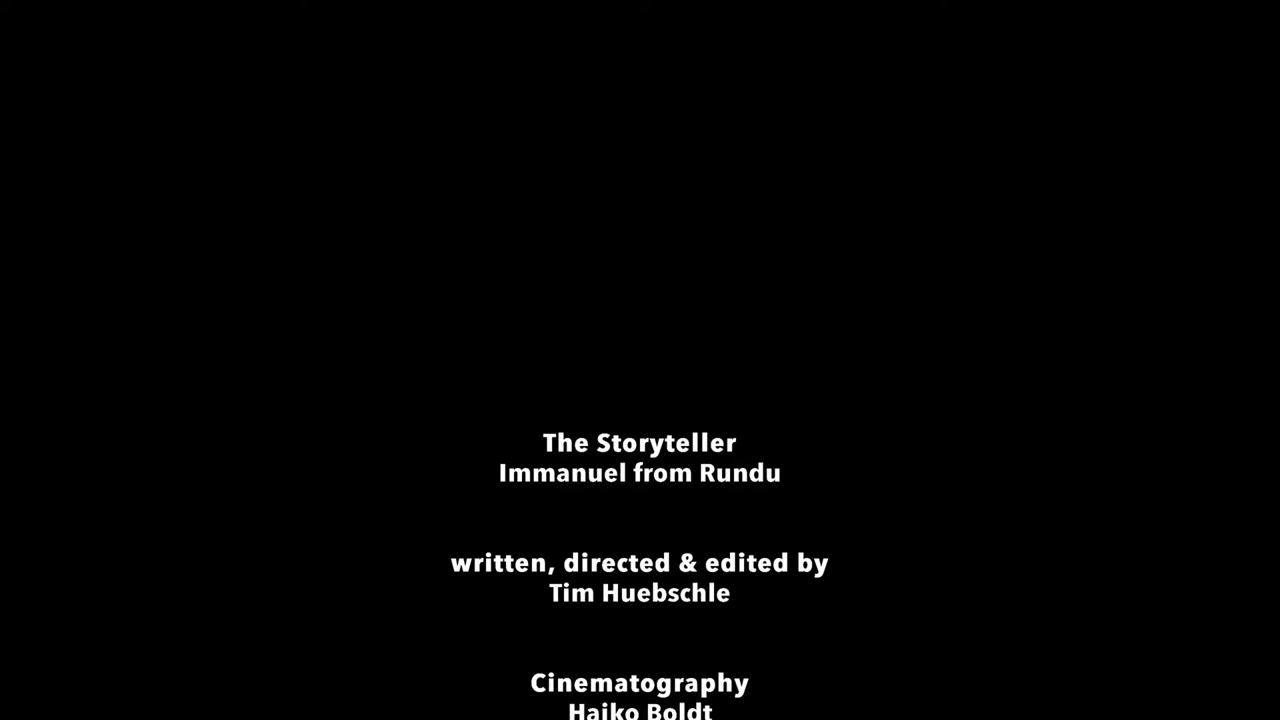 The Storyteller
Immanuel from Rundu
written, directed & edited by
Tim Huebschle
Cinematography
Haiko Boldt